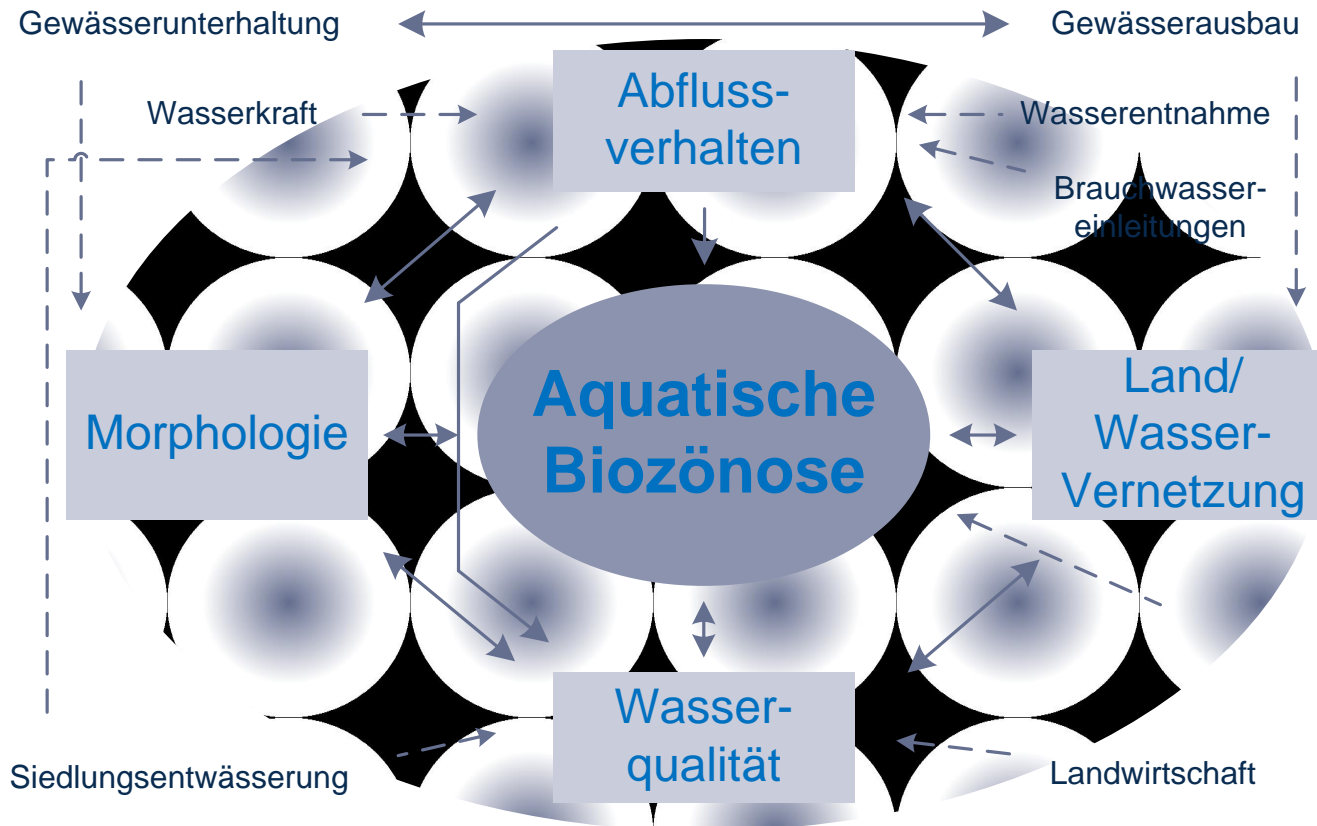 Gewässerunterhaltung
Gewässerausbau
Abfluss-
verhalten
Wasserkraft
Wasserentnahme
Brauchwasser-
einleitungen
Morphologie
Aquatische
Biozönose
Land/
Wasser-
Vernetzung
Wasser-
qualität
Siedlungsentwässerung
Landwirtschaft